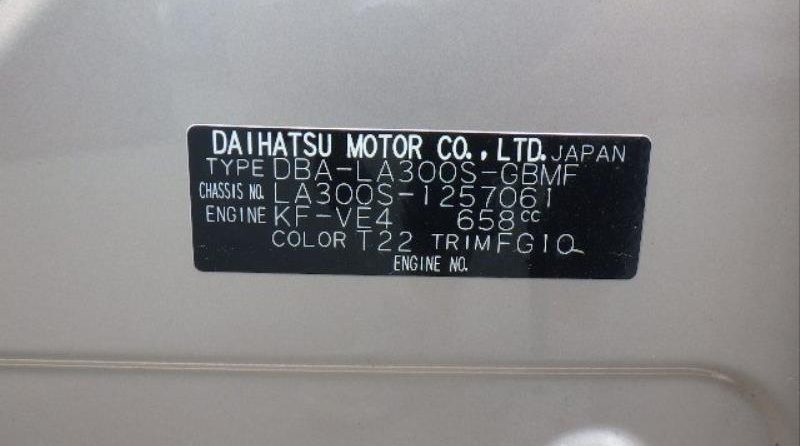 DAIHATSU MOTOR CO., LTD. JAPAN
TYPE DBA-LA300S-GBMF
CHASSIS NO. LA300S-1257061
ENGINE KF-VE4 658cc
COLOR T22 TRIM FG10
ENGINE NO.